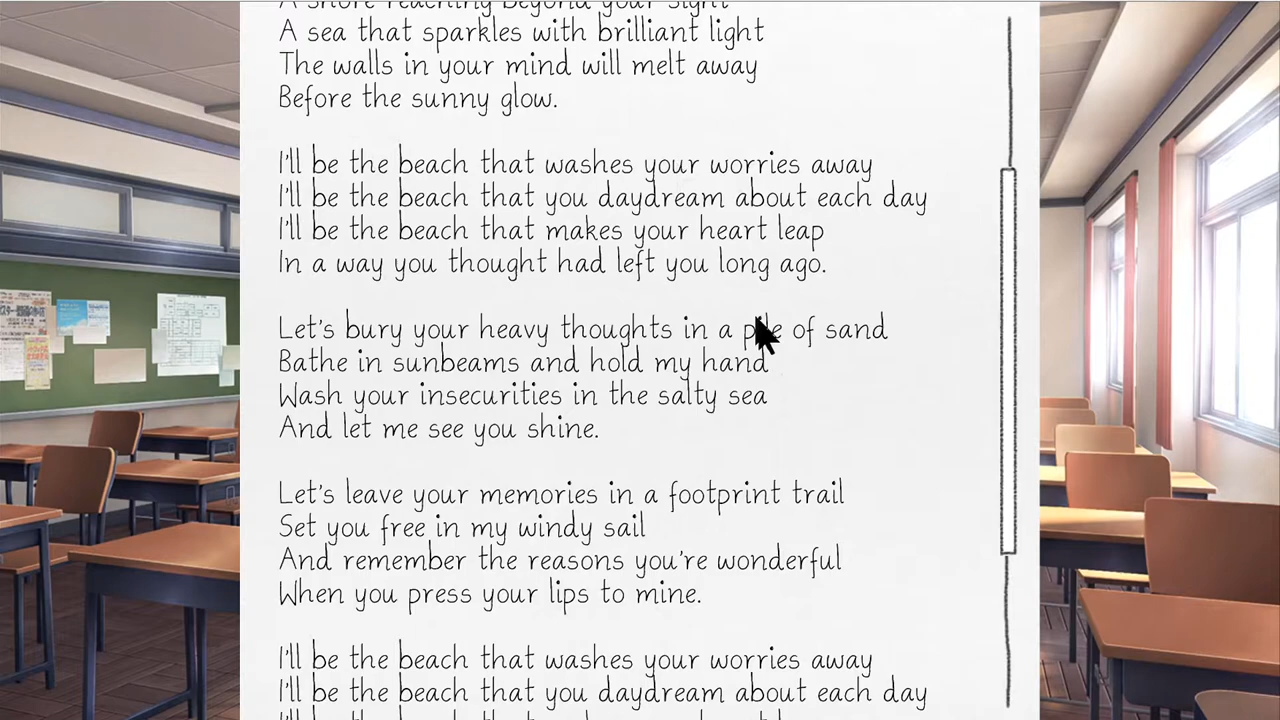 A shore reaching beyond your sight
A sea that sparkles with brilliant light
The walls in your mind will melt away
Before the sunny glow.
I'll be the beach that washes your worries away
I'll be the beach that you daydream about each day
I'll be the beach that makes your heart leap
In a way you thought had left you long ago.
Let's bury your heavy thoughts in a pile of sand
Bathe in sunbeams and hold my hand
Wash your insecurities in the salty sea
And let me see you shine.
Let's leave your memories in a footprint trail
Set you free in my windy sail
And remember the reasons you're wonderful
When you press your lips to mine.
I'll be the beach that washes your worries away
I'll be the beach that you daydream about each day